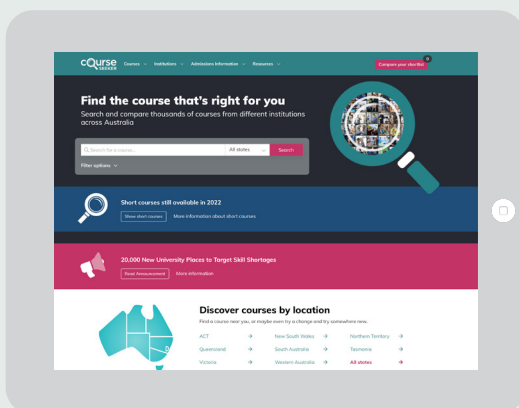 cOurse SEEKER
Courses Institutions Admissions Information Resources Compare your shortlist 0
Find the course that's right for you
Search and compare thousands of courses from different institutions
across Australia
Search for a course... All states Search
Filter options
Short courses still available in 2022
Show short courses More information about short courses
20,000 New University Places to Target Skill Shortages
Read Announcement More information
Discover courses by location
Find a course near you, or maybe even try a change and try somewhere new.
ACT New South Wales Northern Territory
Queensland South Australia Tasmania
Victoria Western Australia All states